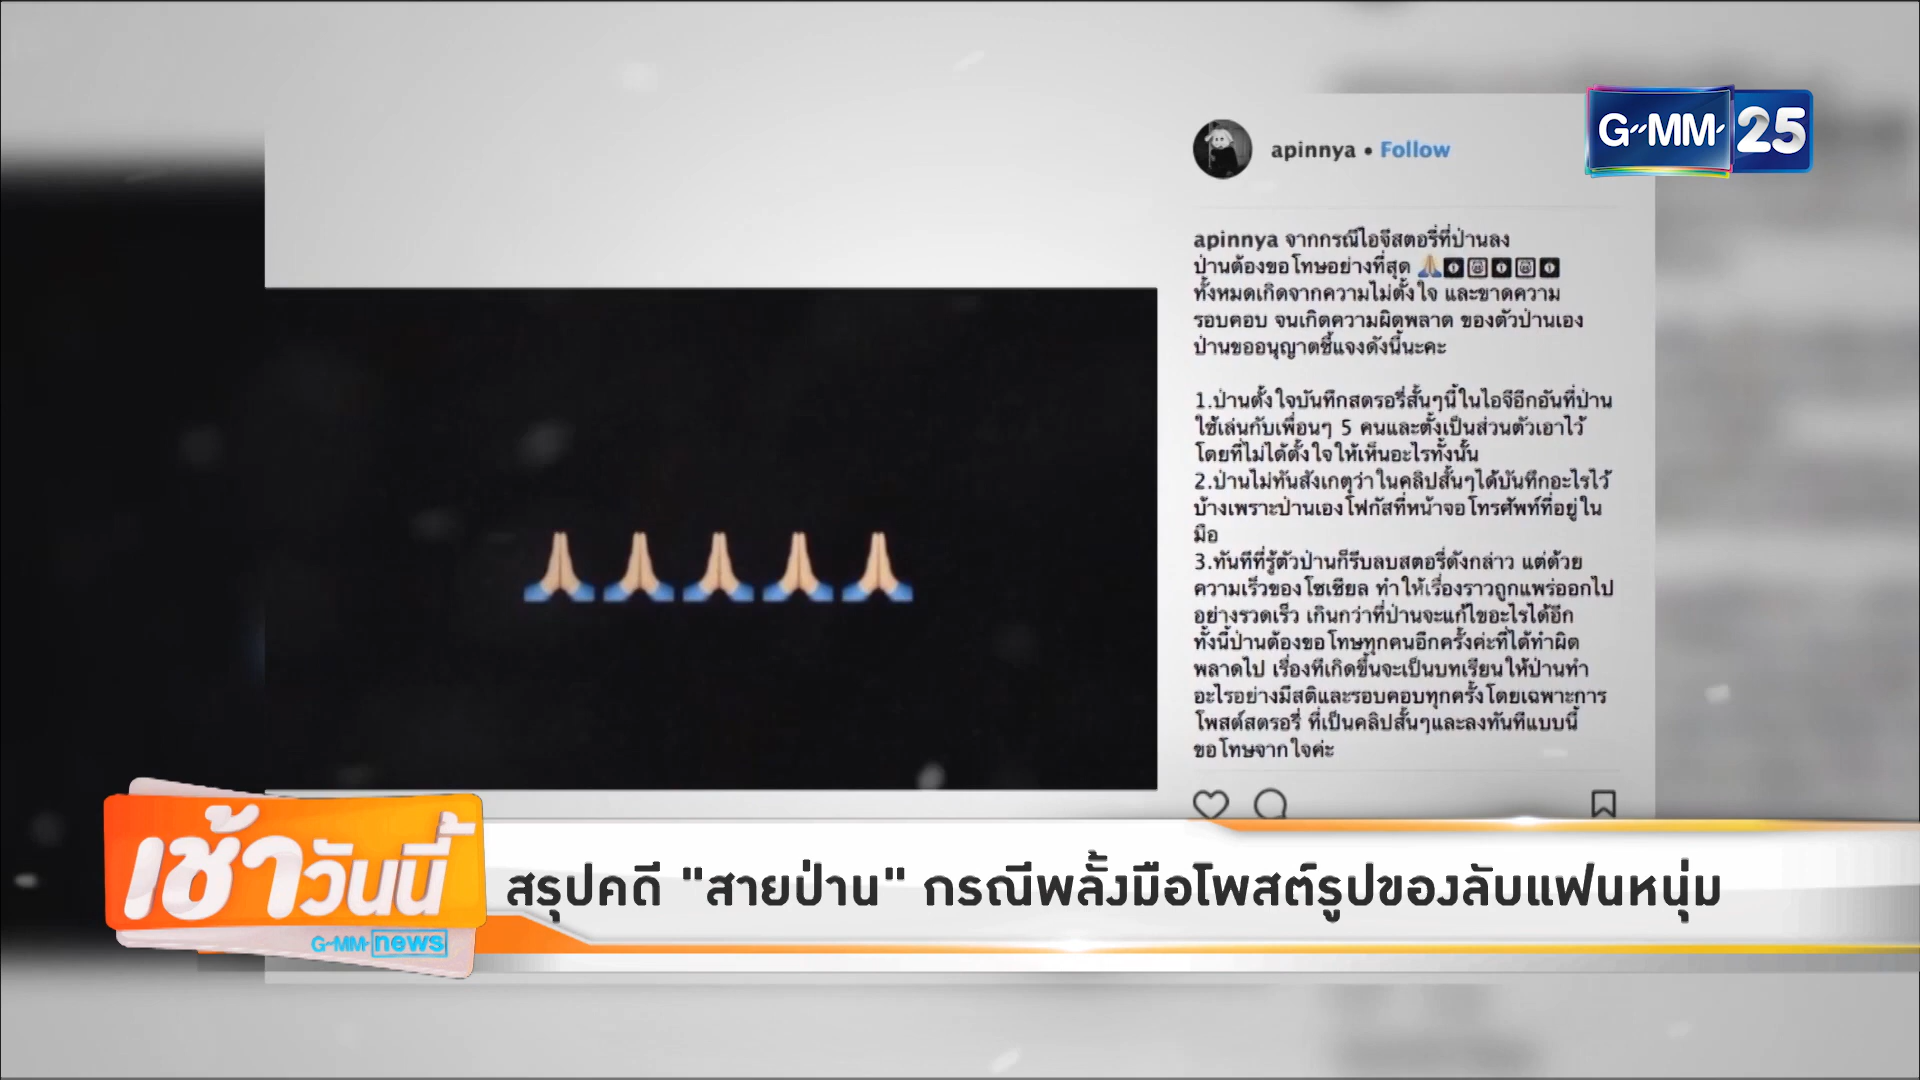 G-MM 25
apinnya • Follow
apinnya จากกรณีไอจีสตอรี่ที่ป่านลง
ป่านต้องขอโทษอย่างที่สุด 🙏🏻
ทั้งหมดเกิดจากความไม่ตั้งใจ และขาดความ
รอบคอบ จนเกิดความผิดพลาด ของตัวป่านเอง
ป่านขออนุญาตชี้แจงดังนี้นะคะ
1.ป่านตั้งใจบันทึกสตรอรี่สั้นๆนี้ในไอจีอีกอันที่ป่าน
ใช้เล่นกับเพื่อนๆ 5 คนและตั้งเป็นส่วนตัวเอาไว้
โดยที่ไม่ได้ตั้งใจให้เห็นอะไรทั้งนั้น
2.ป่านไม่ทันสังเกตุว่าในคลิปสั้นๆได้บันทึกอะไรไว้
บ้างเพราะป่านเองโฟกัสที่หน้าจอโทรศัพท์ที่อยู่ใน
มือ
3.ทันทีที่รู้ตัวป่านก็รีบลบสตอรี่ดังกล่าว แต่ด้วย
ความเร็วของโซเชียล ทำให้เรื่องราวถูกแพร่ออกไป
อย่างรวดเร็ว เกินกว่าที่ป่านจะแก้ไขอะไรได้อีก
ทั้งนี้ป่านต้องขอโทษทุกคนอีกครั้งค่ะที่ได้ทำผิด
พลาดไป เรื่องที่เกิดขึ้นจะเป็นบทเรียนให้ป่านทำ
อะไรอย่างมีสติและรอบคอบทุกครั้งโดยเฉพาะการ
โพสต์สตรอรี่ ที่เป็นคลิปสั้นๆและลงทันทีแบบนี้
ขอโทษจากใจค่ะ
🙏🏻🙏🏻🙏🏻🙏🏻🙏🏻
เช้าวันนี้
G-MM news
สรุปคดี "สายป่าน" กรณีพลั้งมือโพสต์รูปของลับแฟนหนุ่ม